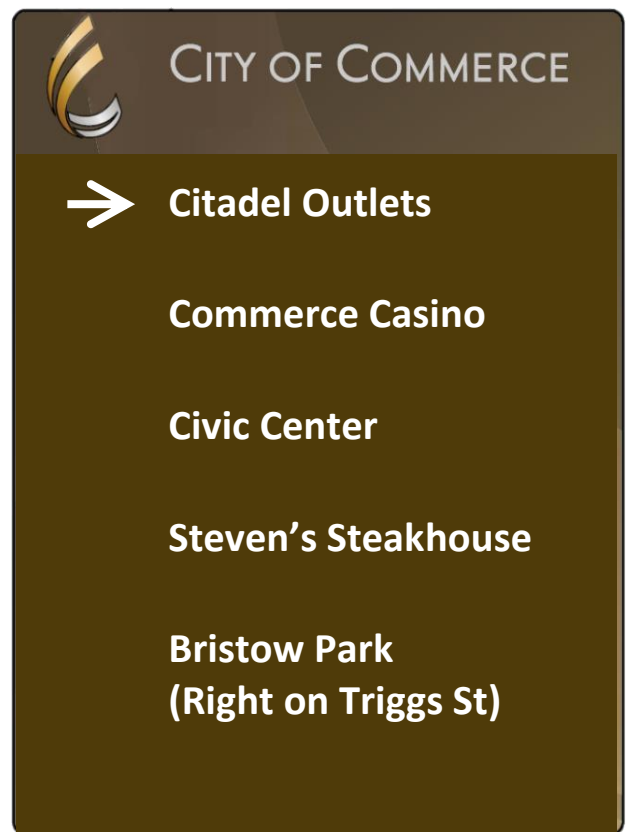 CITY OF COMMERCE
Citadel Outlets
Commerce Casino
Civic Center
Steven’s Steakhouse
Bristow Park
(Right on Triggs St)